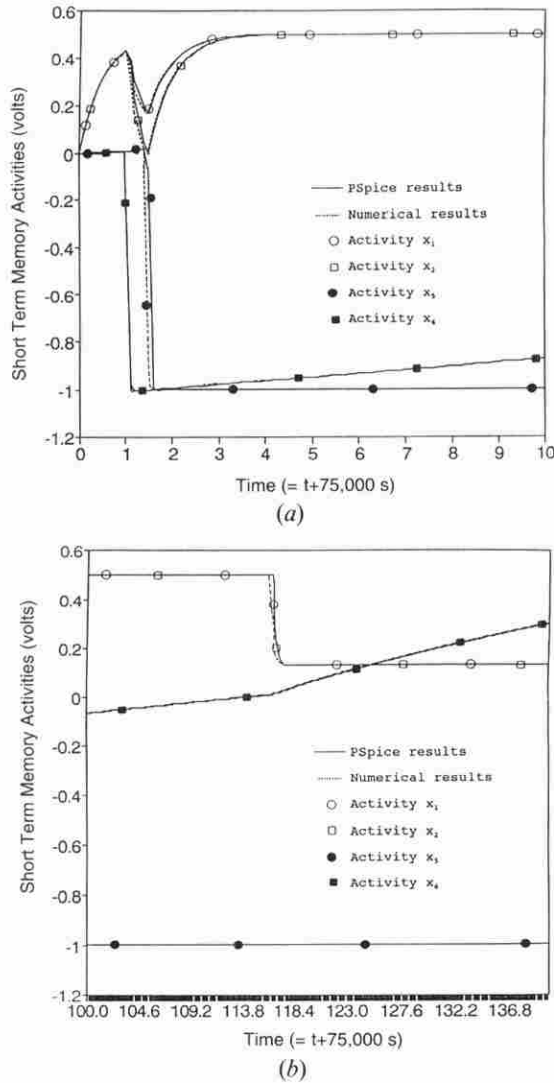 0.6
0.4
0.2
0
-0.2
-0.4
-0.6
-0.8
-1
-1.2
Short Term Memory Activities (volts)
PSpice results
Numerical results
Activity x₁
Activity x₂
Activity x₃
Activity x₄
0 1 2 3 4 5 6 7 8 9 10
Time (= t+75,000 s)
(a)
0.6
0.4
0.2
0
-0.2
-0.4
-0.6
-0.8
-1
-1.2
Short Term Memory Activities (volts)
PSpice results
Numerical results
Activity x₁
Activity x₂
Activity x₃
Activity x₄
100.0 104.6 109.2 113.8 118.4 123.0 127.6 132.2 136.8
Time (= t+75,000 s)
(b)